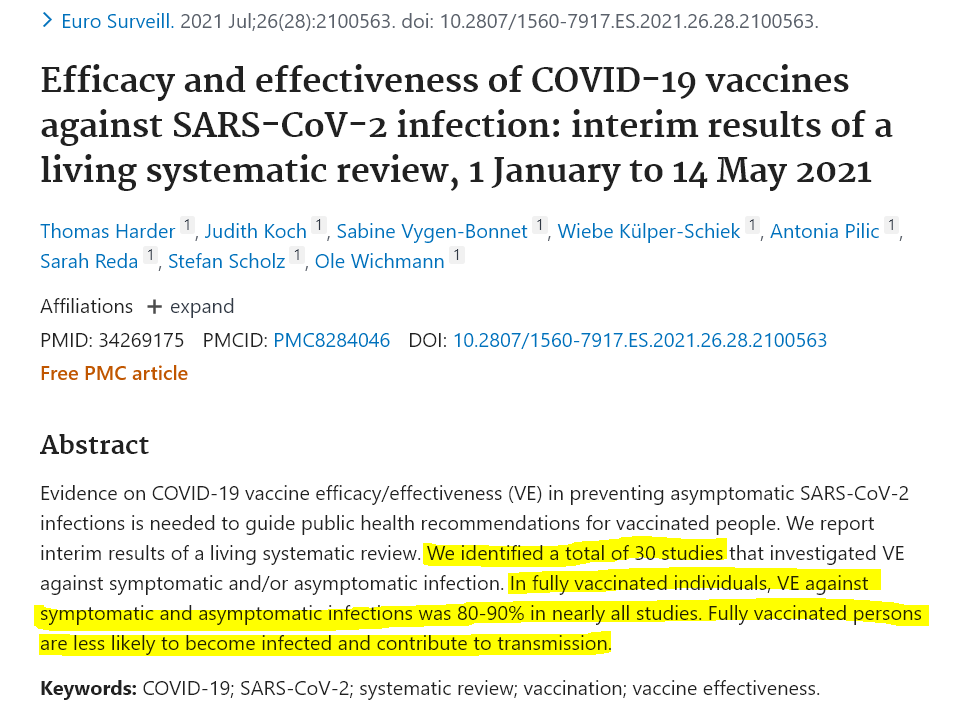 Euro Surveill. 2021 Jul;26(28):2100563. doi: 10.2807/1560-7917.ES.2021.26.28.2100563.
Efficacy and effectiveness of COVID-19 vaccines
against SARS-CoV-2 infection: interim results of a
living systematic review, 1 January to 14 May 2021
Thomas Harder 1, Judith Koch 1, Sabine Vygen-Bonnet 1, Wiebe Külper-Schiek 1, Antonia Pilic 1,
Sarah Reda 1, Stefan Scholz 1, Ole Wichmann 1
Affiliations + expand
PMID: 34269175 PMCID: PMC8284046 DOI: 10.2807/1560-7917.ES.2021.26.28.2100563
Free PMC article
Abstract
Evidence on COVID-19 vaccine efficacy/effectiveness (VE) in preventing asymptomatic SARS-CoV-2
infections is needed to guide public health recommendations for vaccinated people. We report
interim results of a living systematic review. We identified a total of 30 studies that investigated VE
against symptomatic and/or asymptomatic infection. In fully vaccinated individuals, VE against
symptomatic and asymptomatic infections was 80-90% in nearly all studies. Fully vaccinated persons
are less likely to become infected and contribute to transmission.
Keywords: COVID-19; SARS-CoV-2; systematic review; vaccination; vaccine effectiveness.